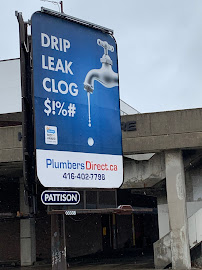 DRIP
LEAK
CLOG
$!%#
PlumbersDirect.ca
416-402-7798
PATTISON